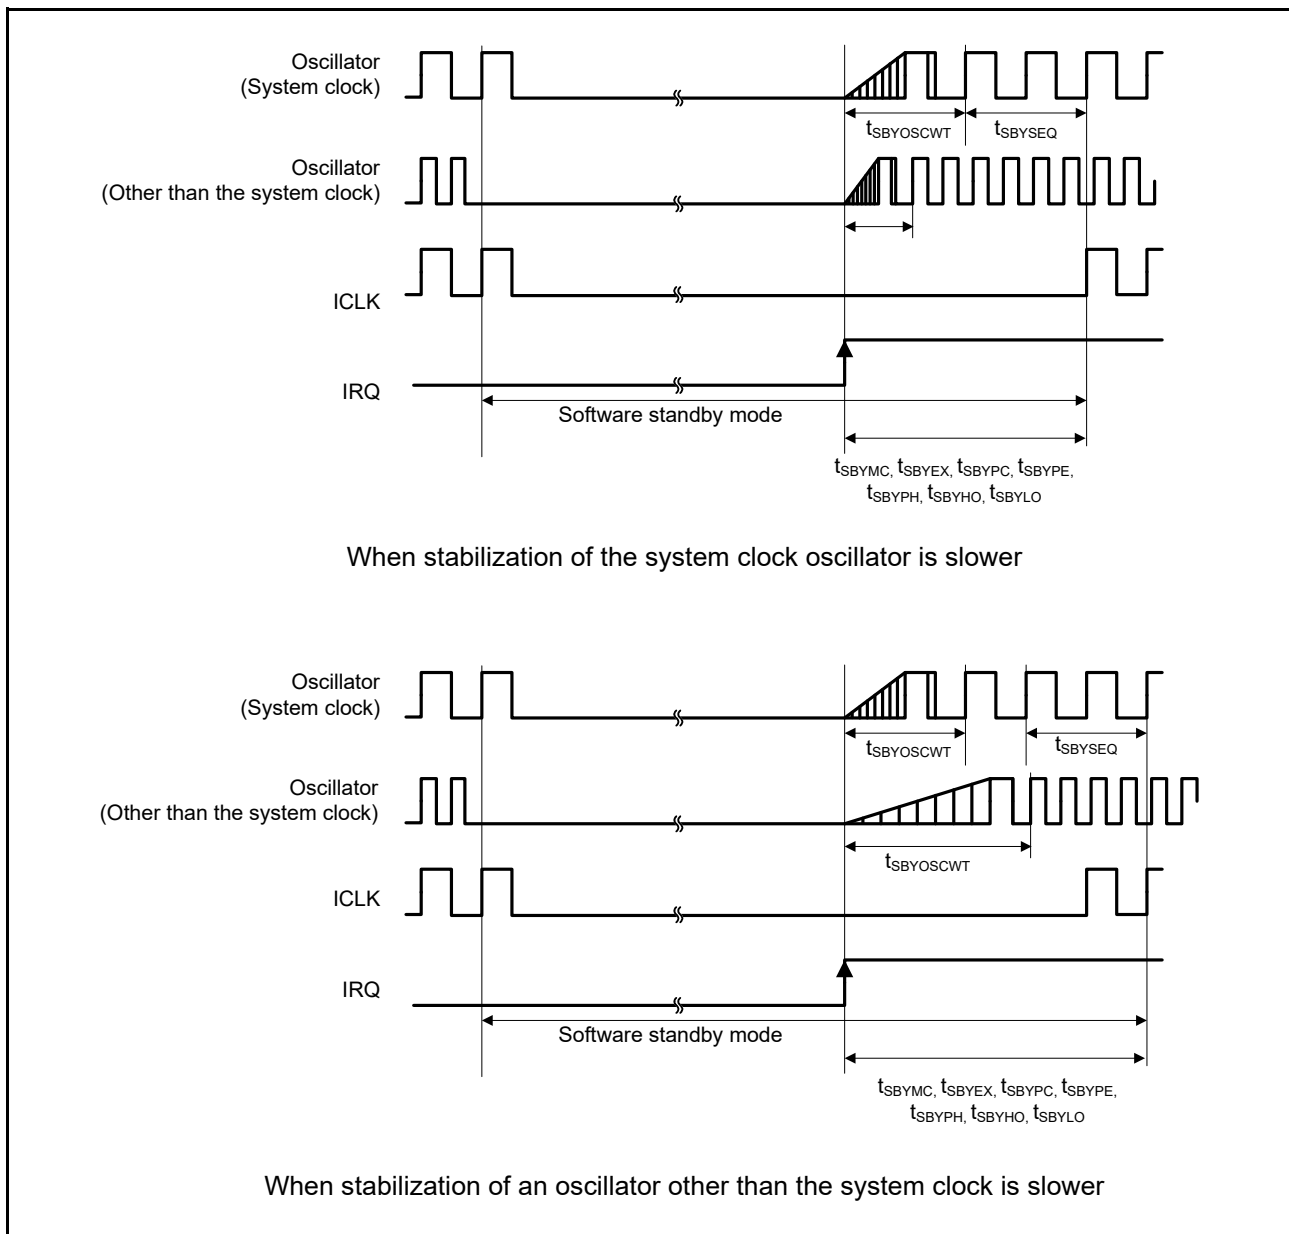 Oscillator
(System clock)
tSBYOSCWT
tSBYSEQ
Oscillator
(Other than the system clock)
ICLK
IRQ
Software standby mode
tSBYMC, tSBYEX, tSBYPC, tSBYPE,
tSBYPH, tSBYHO, tSBYLO
When stabilization of the system clock oscillator is slower
Oscillator
(System clock)
tSBYOSCWT
tSBYSEQ
Oscillator
(Other than the system clock)
tSBYOSCWT
ICLK
IRQ
Software standby mode
tSBYMC, tSBYEX, tSBYPC, tSBYPE,
tSBYPH, tSBYHO, tSBYLO
When stabilization of an oscillator other than the system clock is slower